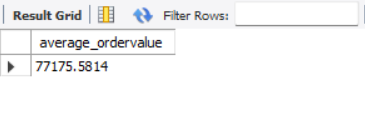 Result Grid Filter Rows:
average_ordervalue
77175.5814